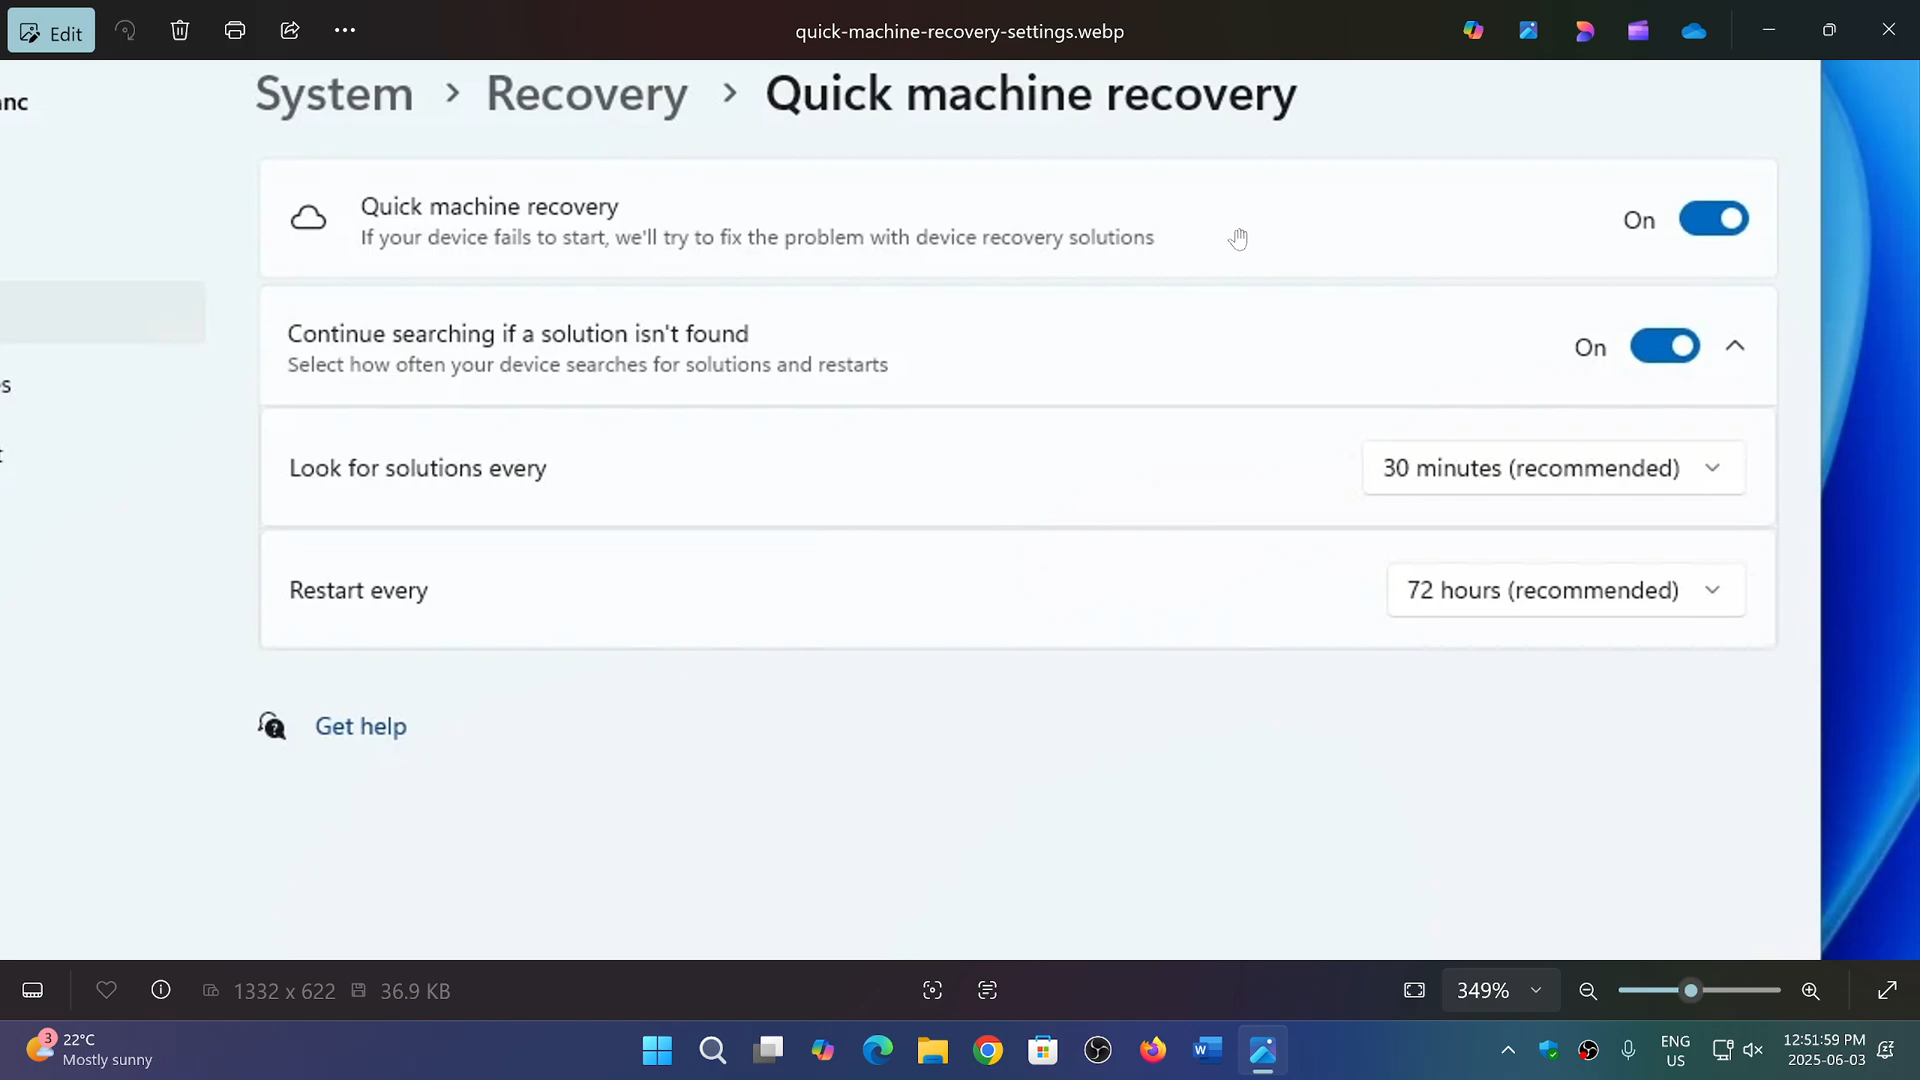 Edit
quick-machine-recovery-settings.webp
nc
System > Recovery > Quick machine recovery
Quick machine recovery
If your device fails to start, we'll try to fix the problem with device recovery solutions
On
Continue searching if a solution isn't found
Select how often your device searches for solutions and restarts
On
s
Look for solutions every
30 minutes (recommended)
t
Restart every
72 hours (recommended)
Get help
1332 x 622
36.9 KB
349%
3
22°C
Mostly sunny
ENG
US
12:51:59 PM
2025-06-03